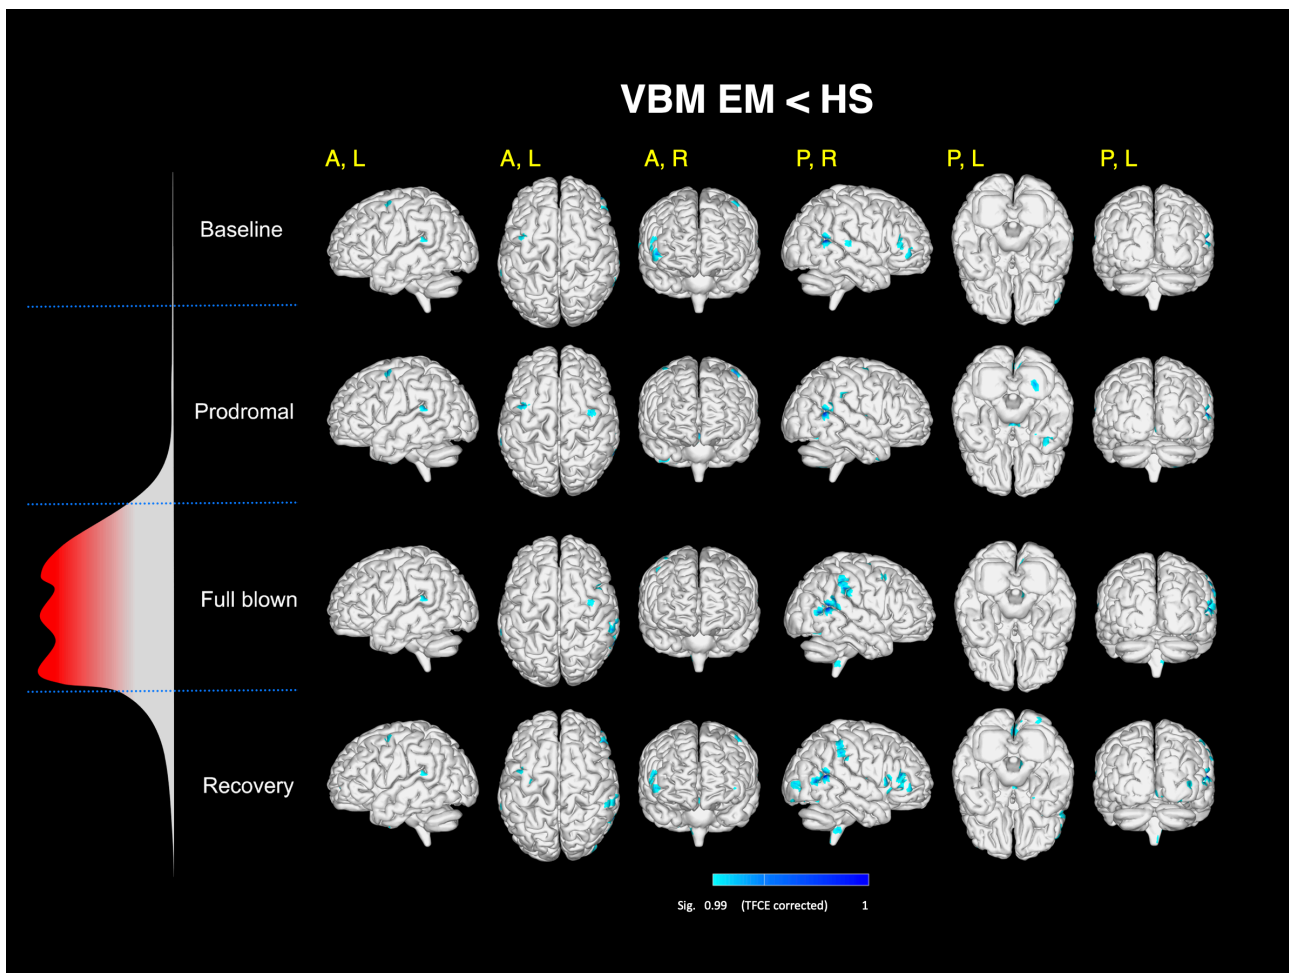 VBM EM < HS
A, L A, L A, R P, R P, L P, L
Baseline
Prodromal
Full blown
Recovery
Sig. 0.99 (TFCE corrected) 1